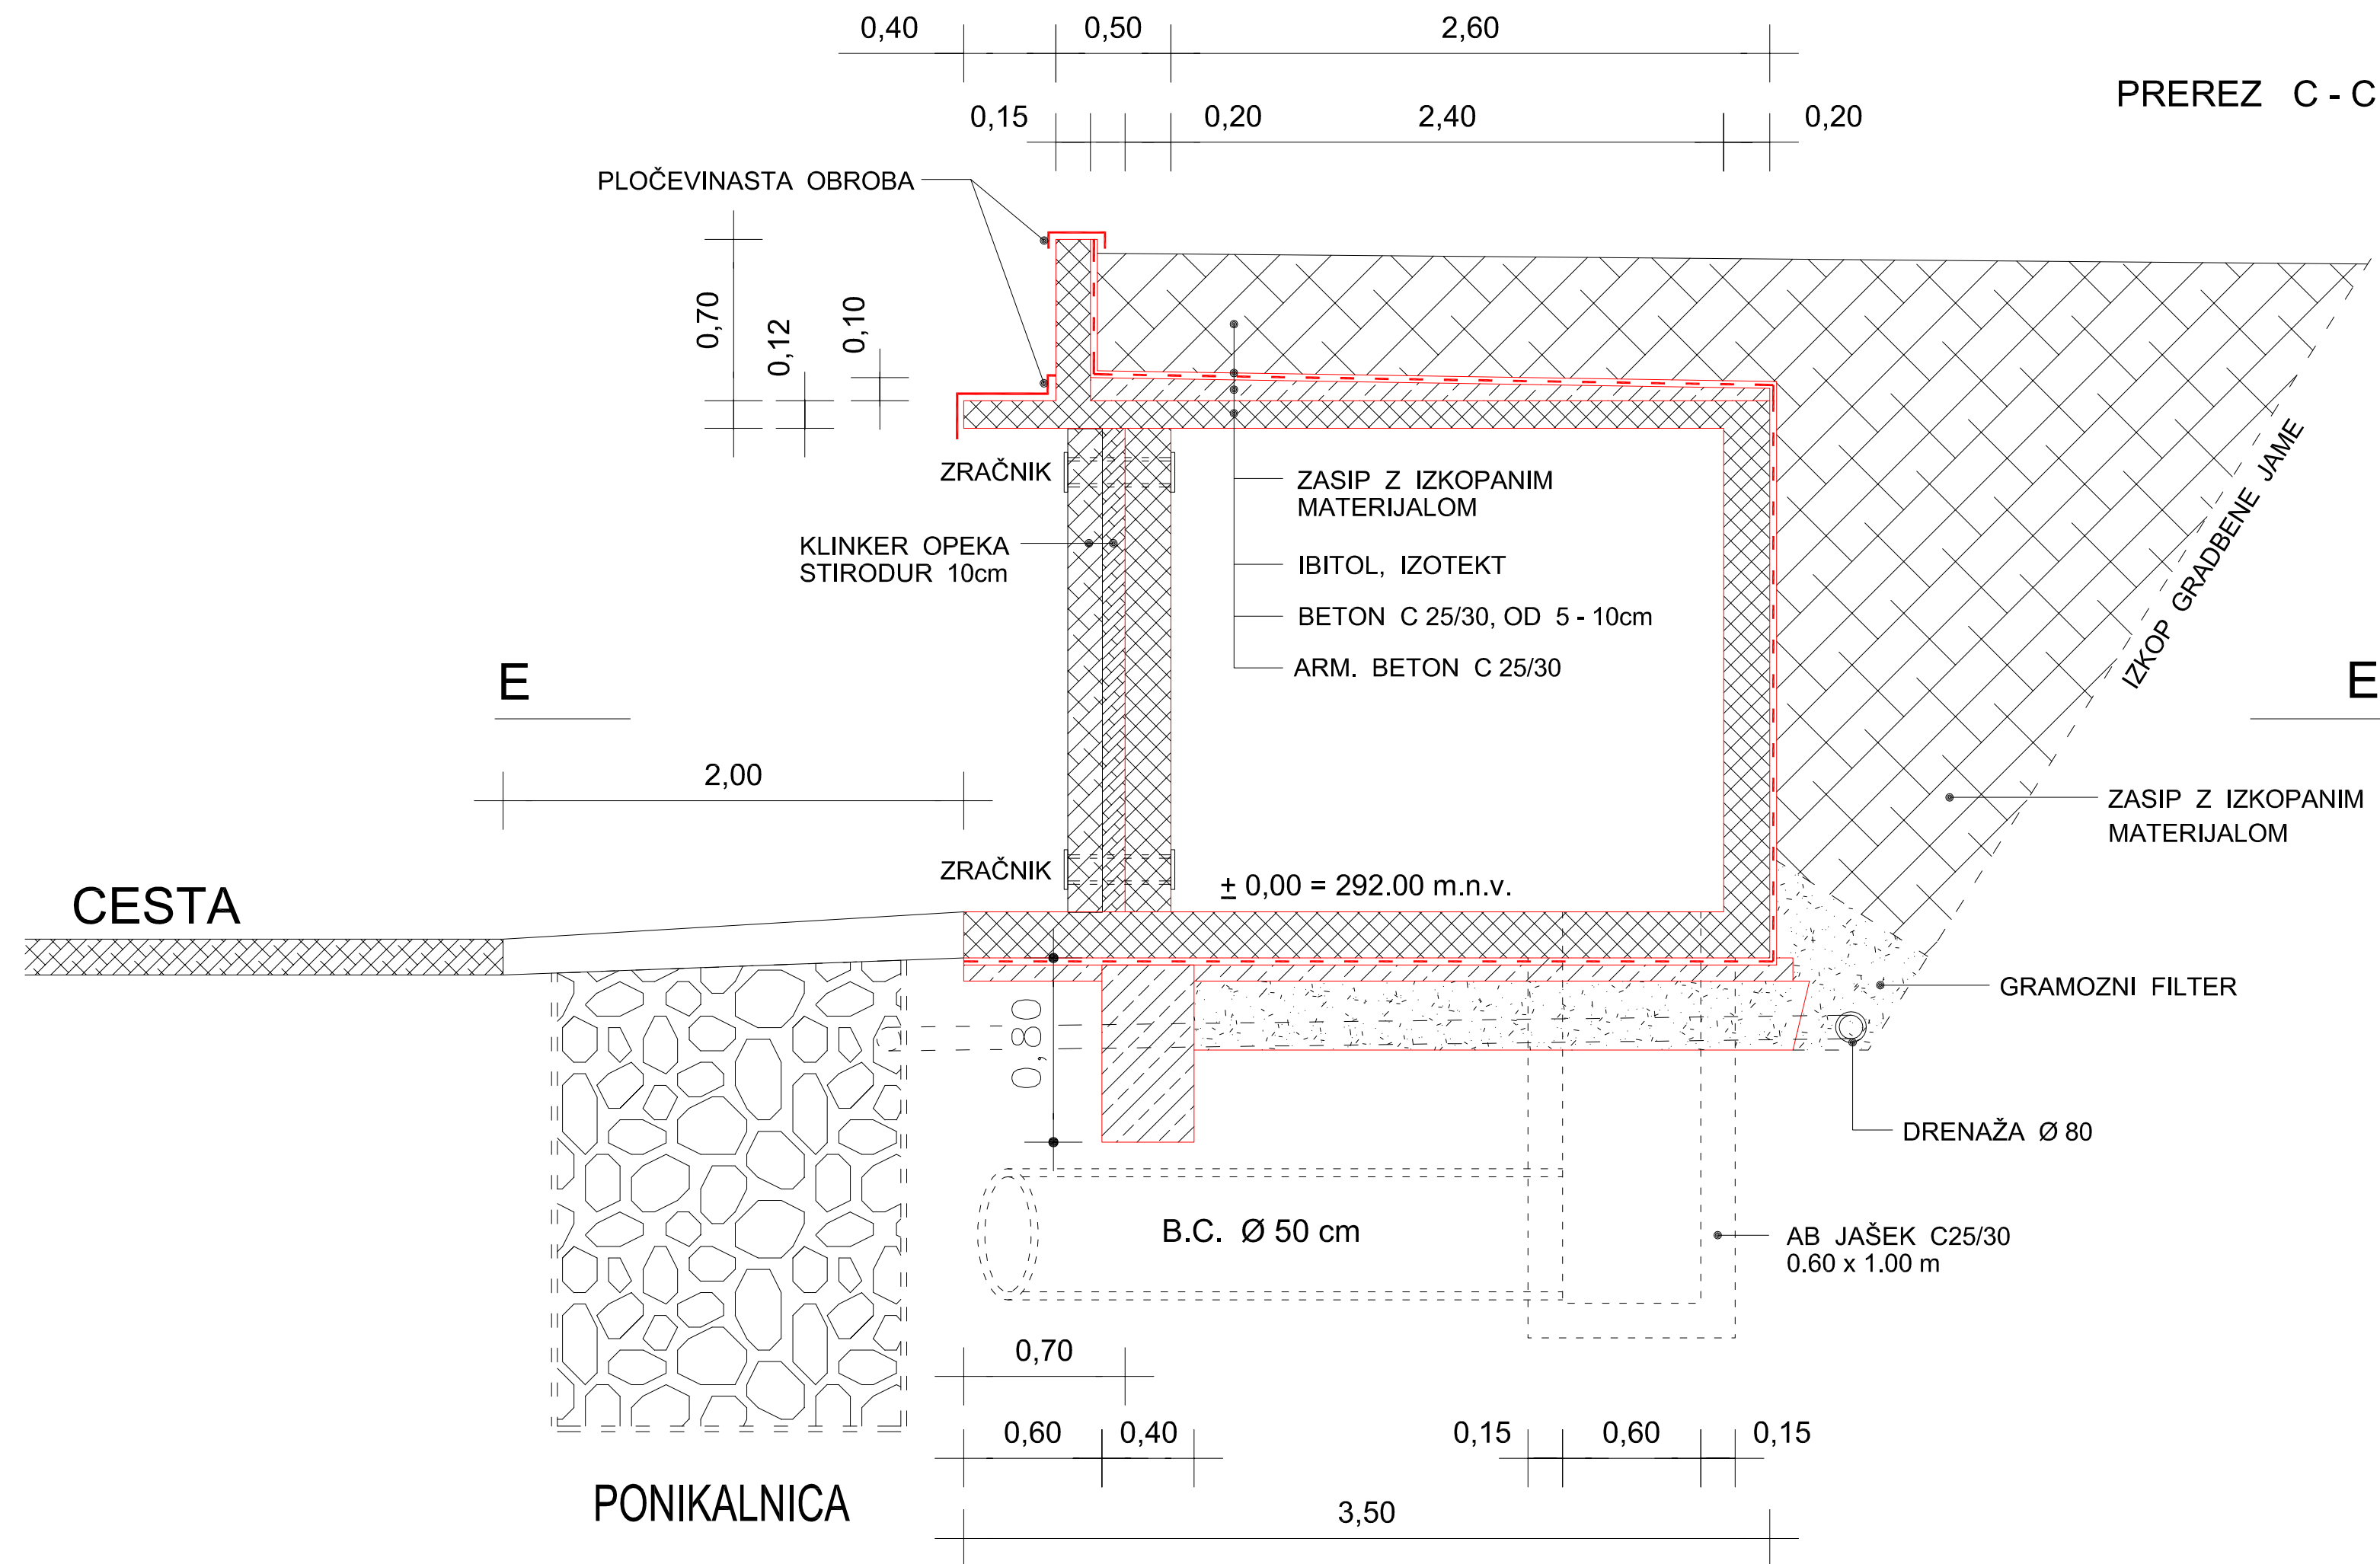 0,40 0,50 2,60
PREREZ C - C
0,15 0,20 2,40 0,20
PLOČEVINASTA OBROBA
0,70
0,12
0,10
ZRAČNIK
KLINKER OPEKA
STIRODUR 10cm
ZASIP Z IZKOPANIM
MATERIJALOM
IBITOL, IZOTEKT
BETON C 25/30, OD 5 - 10cm
ARM. BETON C 25/30
IZKOP GRADBENE JAME
E
E
2,00
ZASIP Z IZKOPANIM
MATERIJALOM
ZRAČNIK
± 0,00 = 292.00 m.n.v.
CESTA
GRAMOZNI FILTER
0,80
DRENAŽA Ø 80
B.C. Ø 50 cm
AB JAŠEK C25/30
0.60 x 1.00 m
0,70
0,60 0,40 0,15 0,60 0,15
PONIKALNICA
3,50